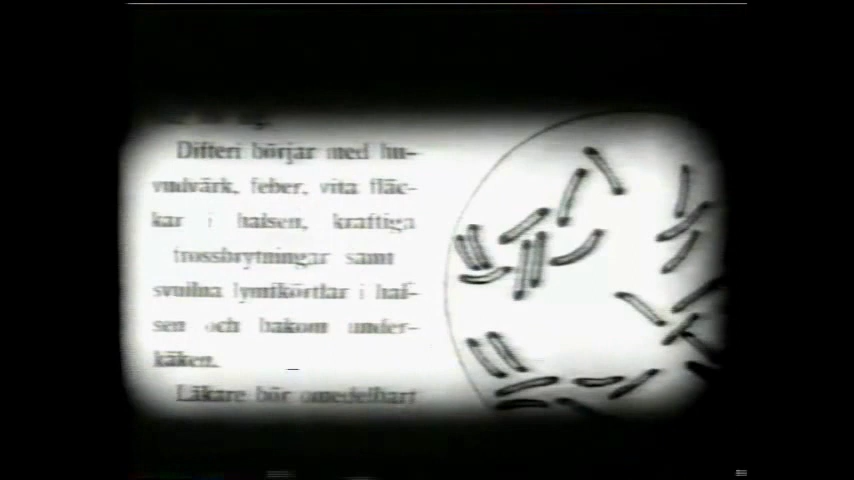 Difteri börjar med hu-
vudvärk, feber, vita fläc-
kar i halsen, kraftiga
frossbrytningar samt
svullna lymfkörtlar i hal-
sen och bakom under-
käken.
Läkare bör omedelbart